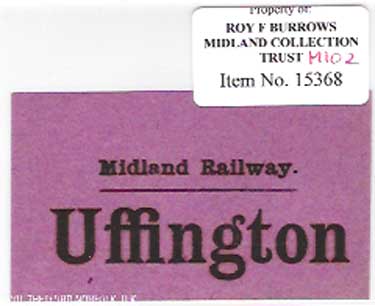 Property of:
ROY F BURROWS
MIDLAND COLLECTION
TRUST M102
Item No. 15368
Midland Railway.
Uffington